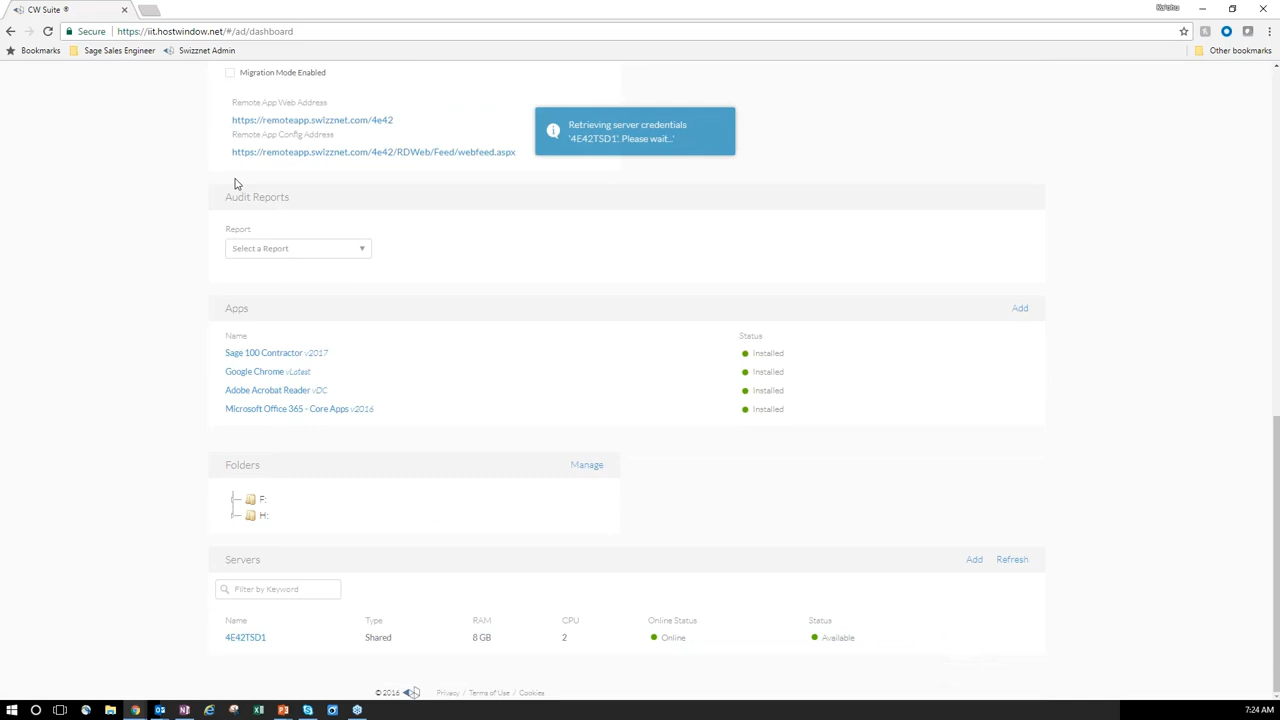 CW Suite ®
Secure https://iit.hostwindow.net/#/ad/dashboard
Bookmarks Sage Sales Engineer Swizznet Admin Other bookmarks
Migration Mode Enabled
Remote App Web Address
https://remoteapp.swizznet.com/4e42
Remote App Config Address
https://remoteapp.swizznet.com/4e42/RDWeb/Feed/webfeed.aspx
Retrieving server credentials
'4E42TSD1'. Please wait...'
Audit Reports
Report
Select a Report
Apps Add
Name Status
Sage 100 Contractor v2017 Installed
Google Chrome vLatest Installed
Adobe Acrobat Reader vDC Installed
Microsoft Office 365 - Core Apps v2016 Installed
Folders Manage
F:
H:
Servers Add Refresh
Filter by Keyword
Name Type RAM CPU Online Status Status
4E42TSD1 Shared 8 GB 2 Online Available
© 2016 Privacy / Terms of Use / Cookies
7:24 AM